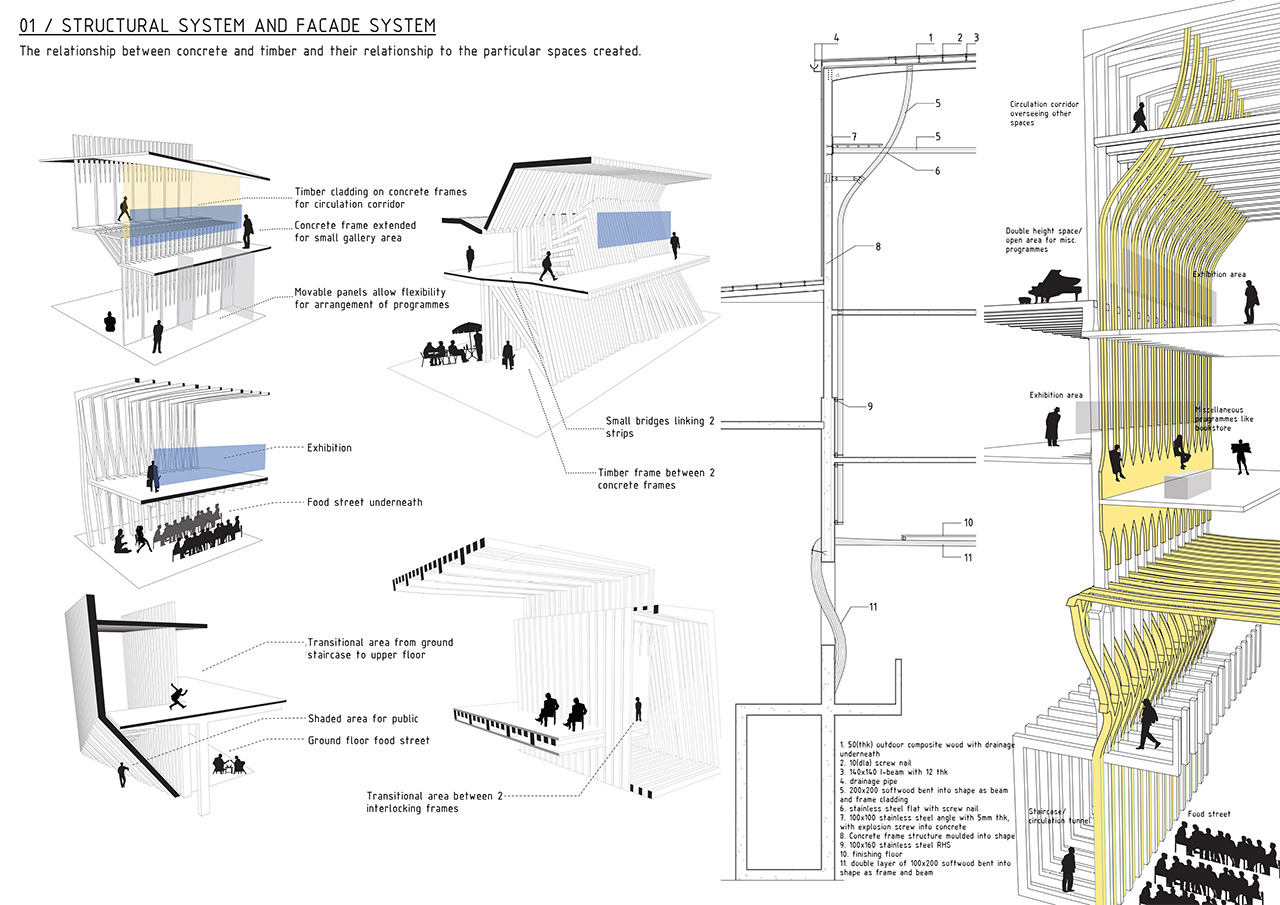 01 / STRUCTURAL SYSTEM AND FACADE SYSTEM
The relationship between concrete and timber and their relationship to the particular spaces created.
Timber cladding on concrete frames
for circulation corridor
Concrete frame extended
for small gallery area
Movable panels allow flexibility
for arrangement of programmes
Small bridges linking 2
strips
Timber frame between 2
concrete frames
Exhibition
Food street underneath
Transitional area from ground
staircase to upper floor
Shaded area for public
Ground floor food street
Transitional area between 2
interlocking frames
4
1
2
3
5
7
5
6
8
9
10
11
11
1. 50(thk) outdoor composite wood with drainage
underneath
2. 10(dia) screw nail
3. 140x140 I-beam with 12 thk
4. drainage pipe
5. 200x200 softwood bent into shape as beam
and frame cladding
6. stainless steel flat with screw nail
7. 100x100 stainless steel angle with 5mm thk,
with explosion screw into concrete
8. Concrete frame structure moulded into shape
9. 100x160 stainless steel RHS
10. finishing floor
11. double layer of 100x200 softwood bent into
shape as frame and beam
Circulation corridor
overseeing other
spaces
Double height space/
open area for misc.
programmes
Exhibition area
Exhibition area
Miscellaneous
programmes like
bookstore
Staircase/
circulation tunnel
Food street